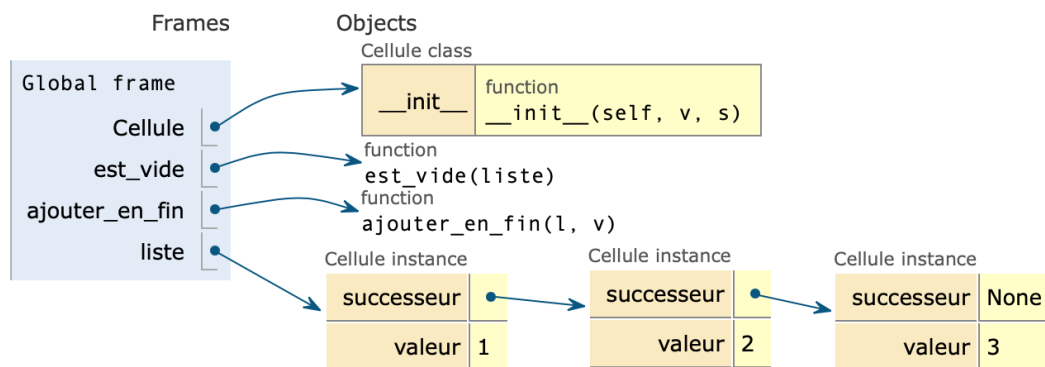 Frames Objects
Cellule class
Global frame
function
__init__ __init__(self, v, s)
Cellule
function
est_vide
est_vide(liste)
function
ajouter_en_fin
ajouter_en_fin(l, v)
liste
Cellule instance Cellule instance Cellule instance
successeur successeur successeur None
valeur 1 valeur 2 valeur 3